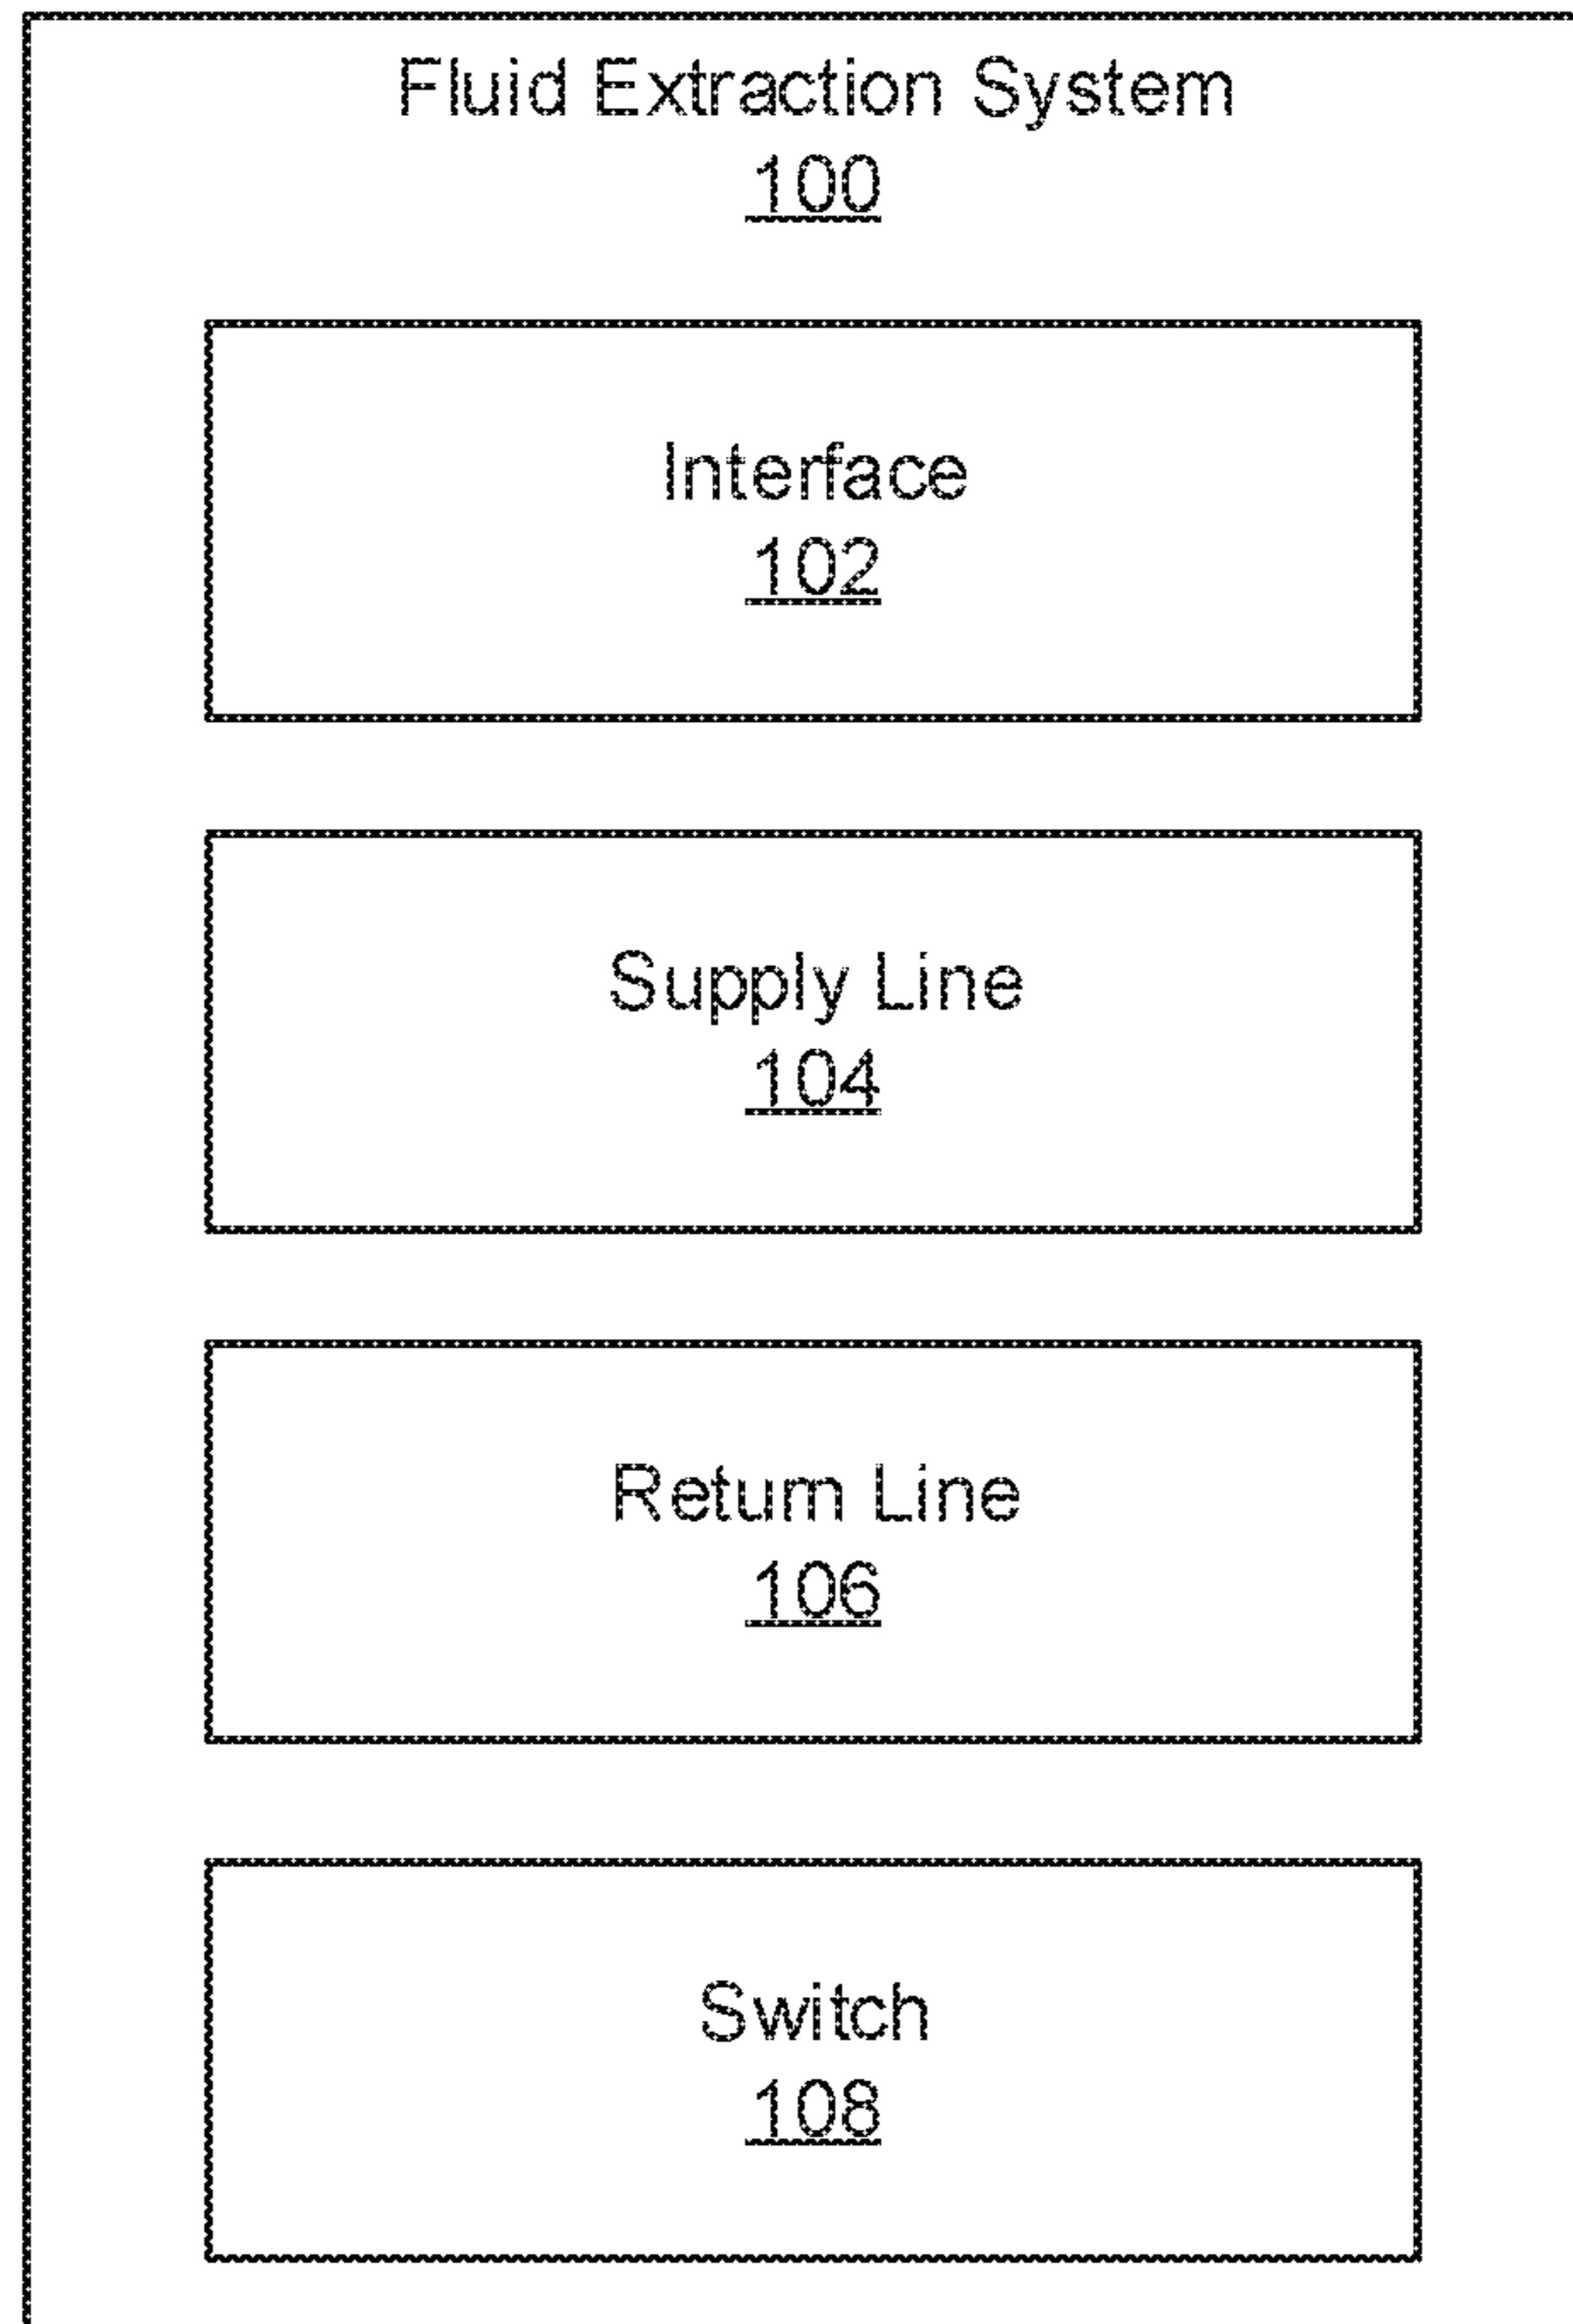 Fluid Extraction System
100
Interface
102
Supply Line
104
Return Line
106
Switch
108